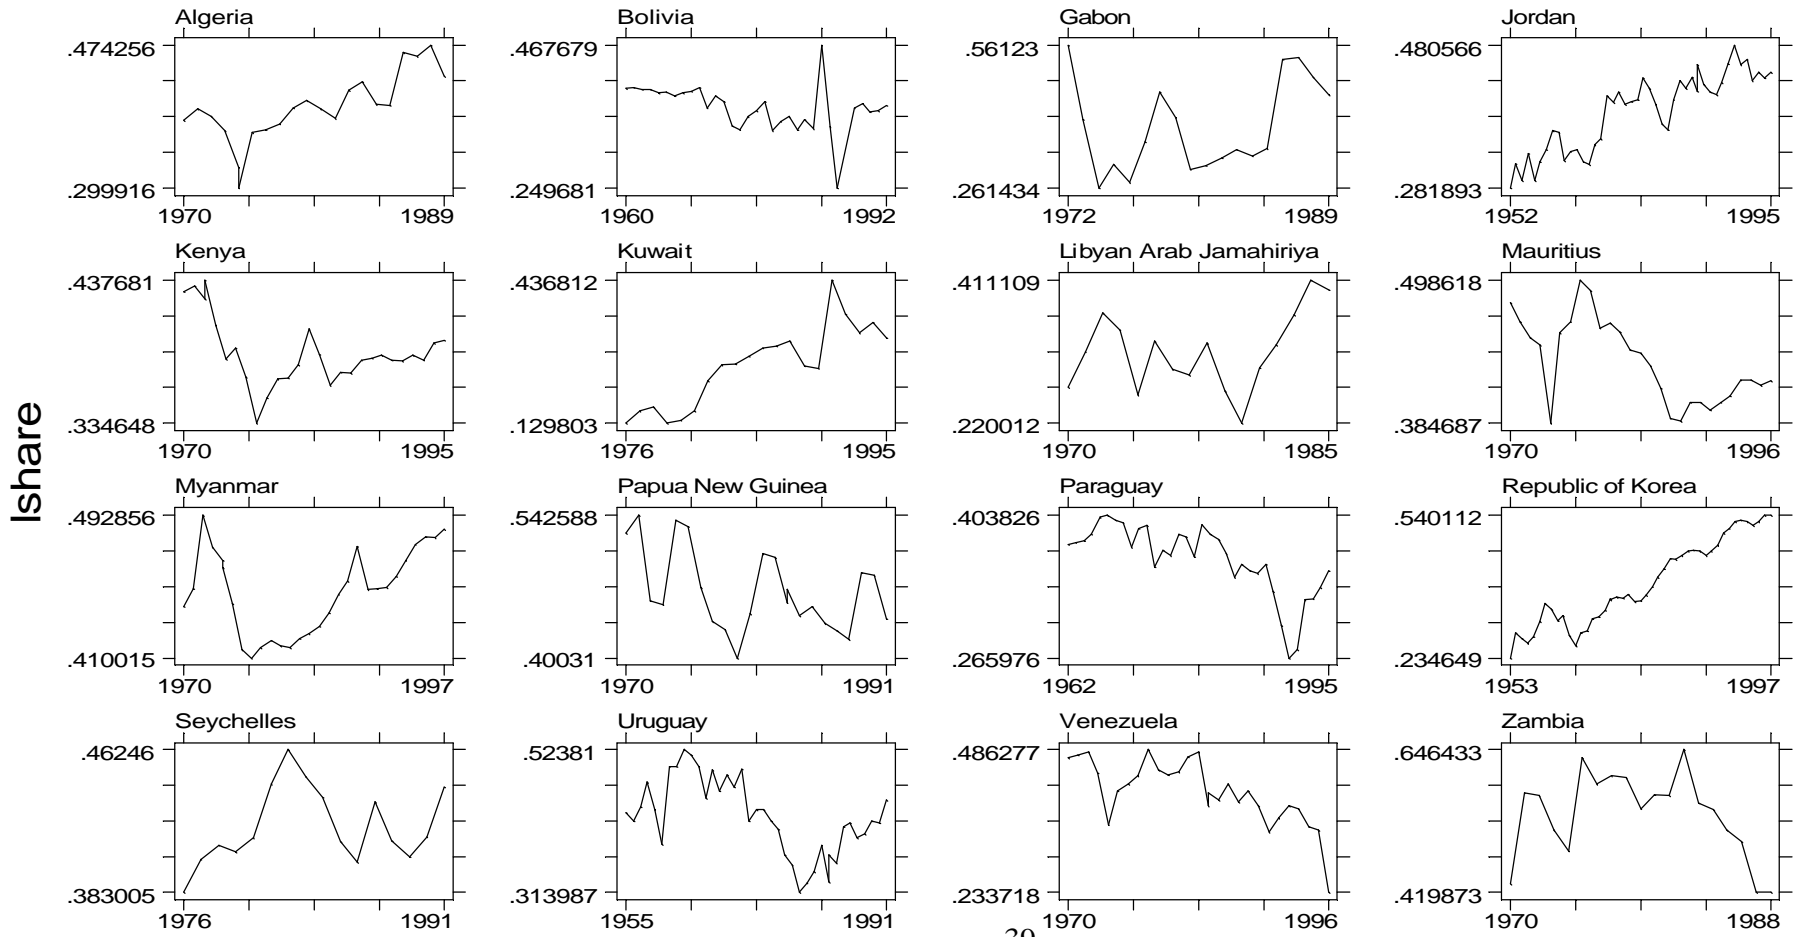 Algeria Bolivia Gabon Jordan
.474256 .467679 .56123 .480566
.299916 .249681 .261434 .281893
1970 1989 1960 1992 1972 1989 1952 1995
Kenya Kuwait Libyan Arab Jamahiriya Mauritius
.437681 .436812 .411109 .498618
.334648 .129803 .220012 .384687
1970 1995 1976 1995 1970 1985 1970 1996
lshare
Myanmar Papua New Guinea Paraguay Republic of Korea
.492856 .542588 .403826 .540112
.410015 .40031 .265976 .234649
1970 1997 1970 1991 1962 1995 1953 1997
Seychelles Uruguay Venezuela Zambia
.46246 .52381 .486277 .646433
.383005 .313987 .233718 .419873
1976 1991 1955 1991 1970 1996 1970 1988